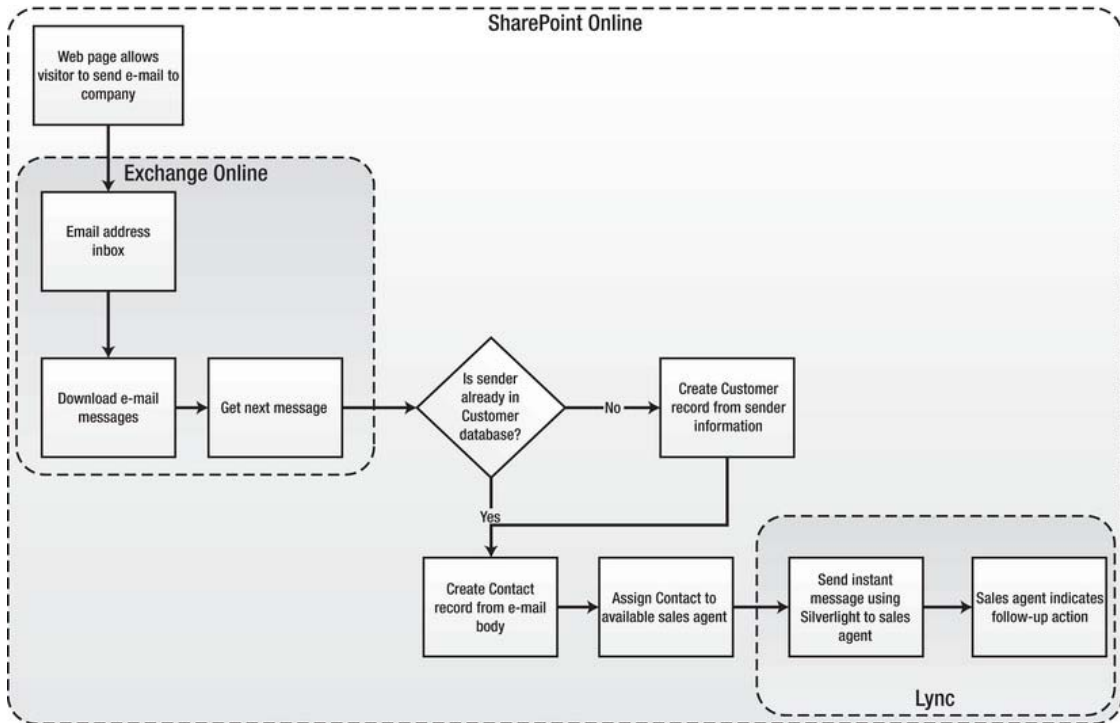 SharePoint Online
Web page allows
visitor to send e-mail to
company
Exchange Online
Email address
inbox
Download e-mail
messages
Get next message
Is sender
already in
Customer
database?
No
Create Customer
record from sender
information
Yes
Create Contact
record from e-mail
body
Assign Contact to
available sales agent
Send instant
message using
Silverlight to sales
agent
Sales agent indicates
follow-up action
Lync